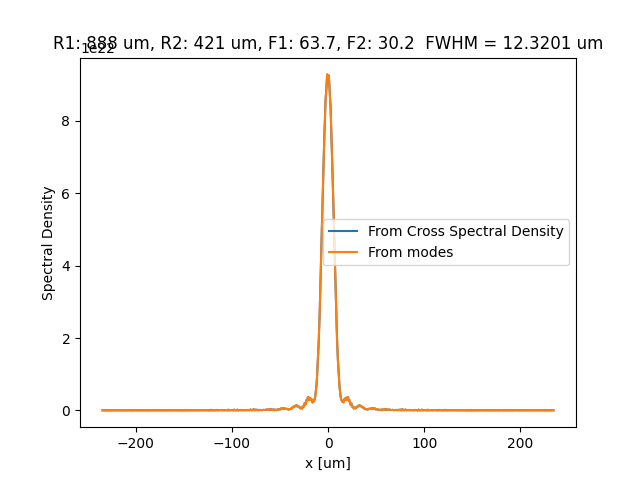 R1: 888 um, R2: 421 um, F1: 63.7, F2: 30.2  FWHM = 12.3201 um
1e22
8
6
4
2
0
Spectral Density
From Cross Spectral Density
From modes
−200 −100 0 100 200
x [um]